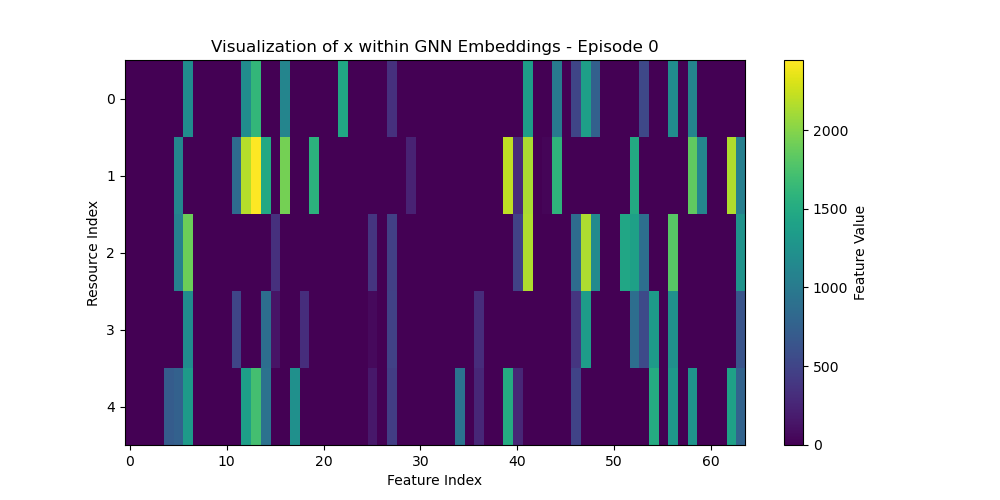 Visualization of x within GNN Embeddings - Episode 0
Resource Index
0
1
2
3
4
0 10 20 30 40 50 60
Feature Index
2000
1500
1000
500
0
Feature Value